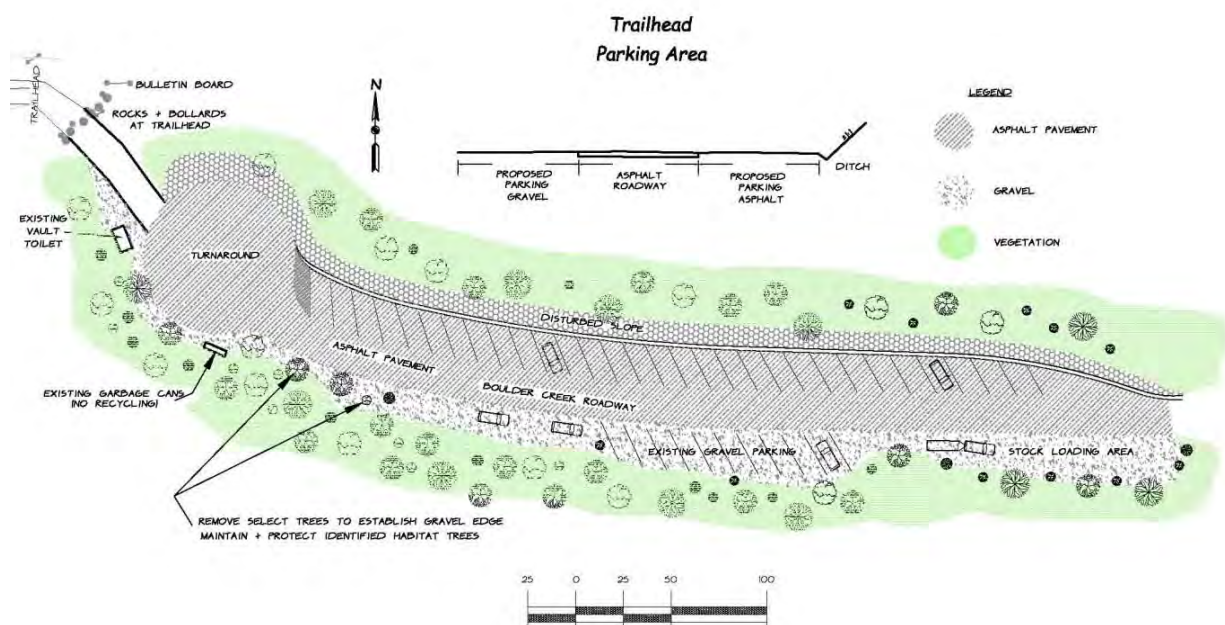 Trailhead
Parking Area
TRAILHEAD
BULLETIN BOARD
ROCKS + BOLLARDS
AT TRAILHEAD
N
PROPOSED
PARKING
GRAVEL
ASPHALT
ROADWAY
PROPOSED
PARKING
ASPHALT
DITCH
LEGEND
ASPHALT PAVEMENT
GRAVEL
VEGETATION
EXISTING
VAULT
TOILET
TURNAROUND
DISTURBED SLOPE
ASPHALT PAVEMENT
BOULDER CREEK ROADWAY
EXISTING GARBAGE CANS
(NO RECYCLING)
EXISTING GRAVEL PARKING
STOCK LOADING AREA
REMOVE SELECT TREES TO ESTABLISH GRAVEL EDGE
MAINTAIN + PROTECT IDENTIFIED HABITAT TREES
25 0 25 50 100